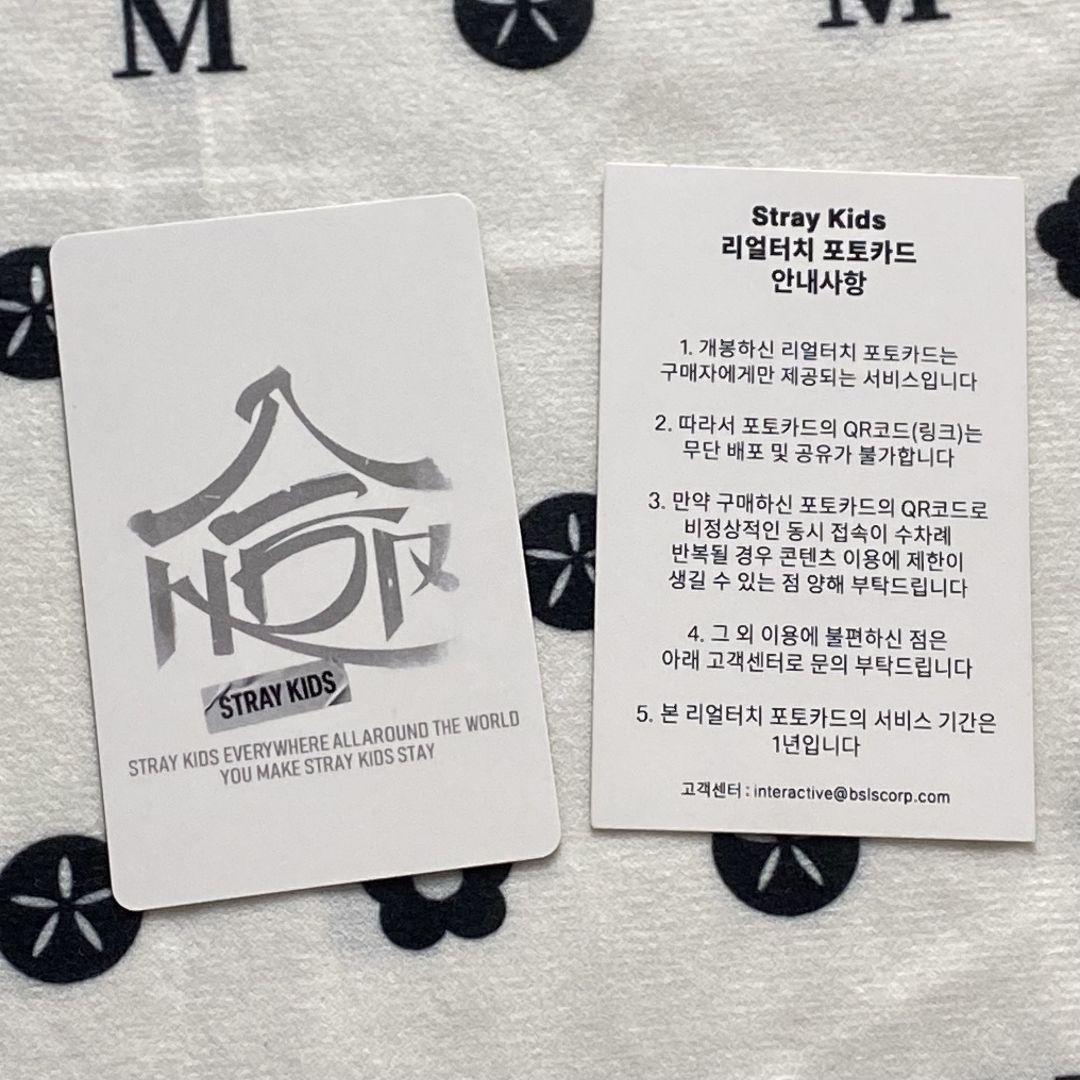 M
M
STRAY KIDS
STRAY KIDS EVERYWHERE ALLAROUND THE WORLD
YOU MAKE STRAY KIDS STAY
Stray Kids
리얼터치 포토카드
안내사항
1. 개봉하신 리얼터치 포토카드는
구매자에게만 제공되는 서비스입니다
2. 따라서 포토카드의 QR코드(링크)는
무단 배포 및 공유가 불가합니다
3. 만약 구매하신 포토카드의 QR코드로
비정상적인 동시 접속이 수차례
반복될 경우 콘텐츠 이용에 제한이
생길 수 있는 점 양해 부탁드립니다
4. 그 외 이용에 불편하신 점은
아래 고객센터로 문의 부탁드립니다
5. 본 리얼터치 포토카드의 서비스 기간은
1년입니다
고객센터 : interactive@bslscorp.com